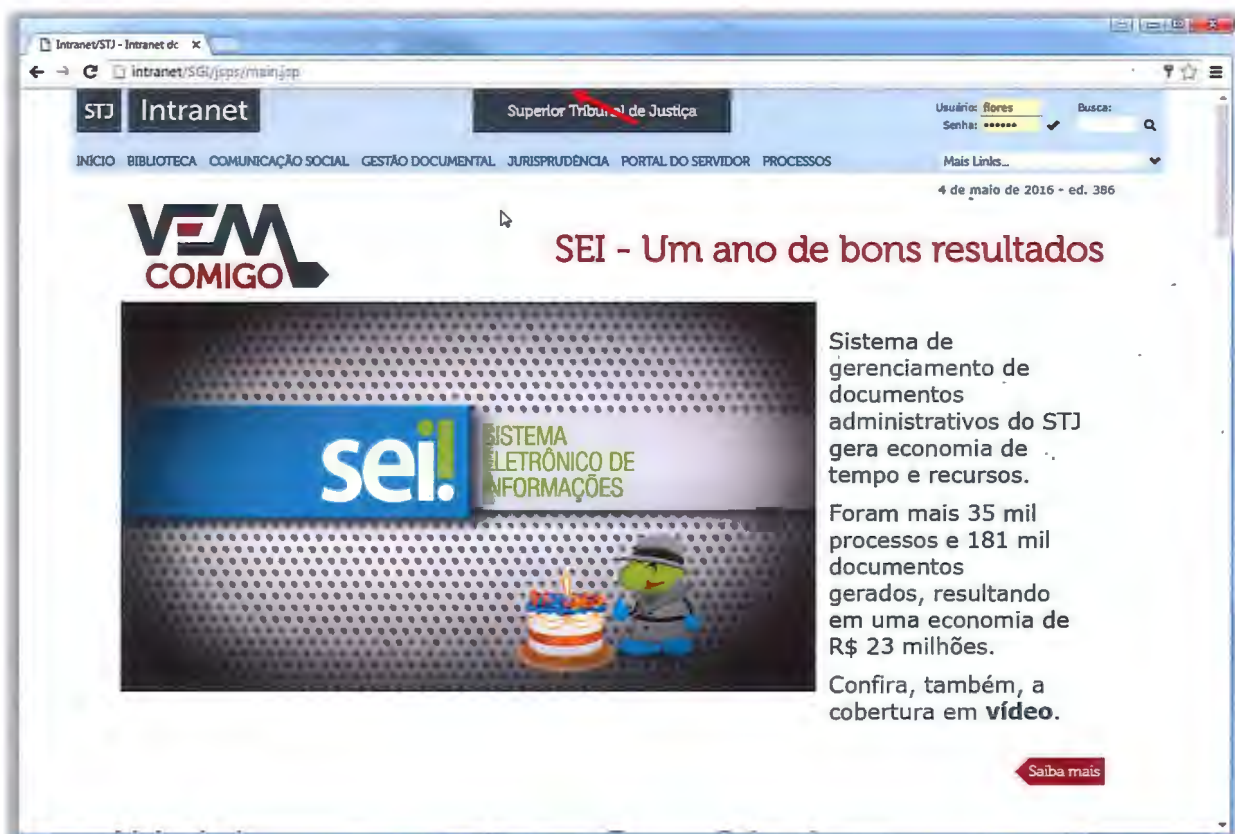 Intranet/STJ - Intranet dc
intranet/SGI/jsps/main.jsp
STJ Intranet
Superior Tribunal de Justiça
Usuário: flores
Busca:
Senha: ••••••
INÍCIO BIBLIOTECA COMUNICAÇÃO SOCIAL GESTÃO DOCUMENTAL JURISPRUDÊNCIA PORTAL DO SERVIDOR PROCESSOS
Mais Links...
4 de maio de 2016 - ed. 386
VEM
COMIGO
SEI - Um ano de bons resultados
sei!
SISTEMA
ELETRÔNICO DE
INFORMAÇÕES
Sistema de
gerenciamento de
documentos
administrativos do STJ
gera economia de
tempo e recursos.
Foram mais 35 mil
processos e 181 mil
documentos
gerados, resultando
em uma economia de
R$ 23 milhões.
Confira, também, a
cobertura em vídeo.
Saiba mais